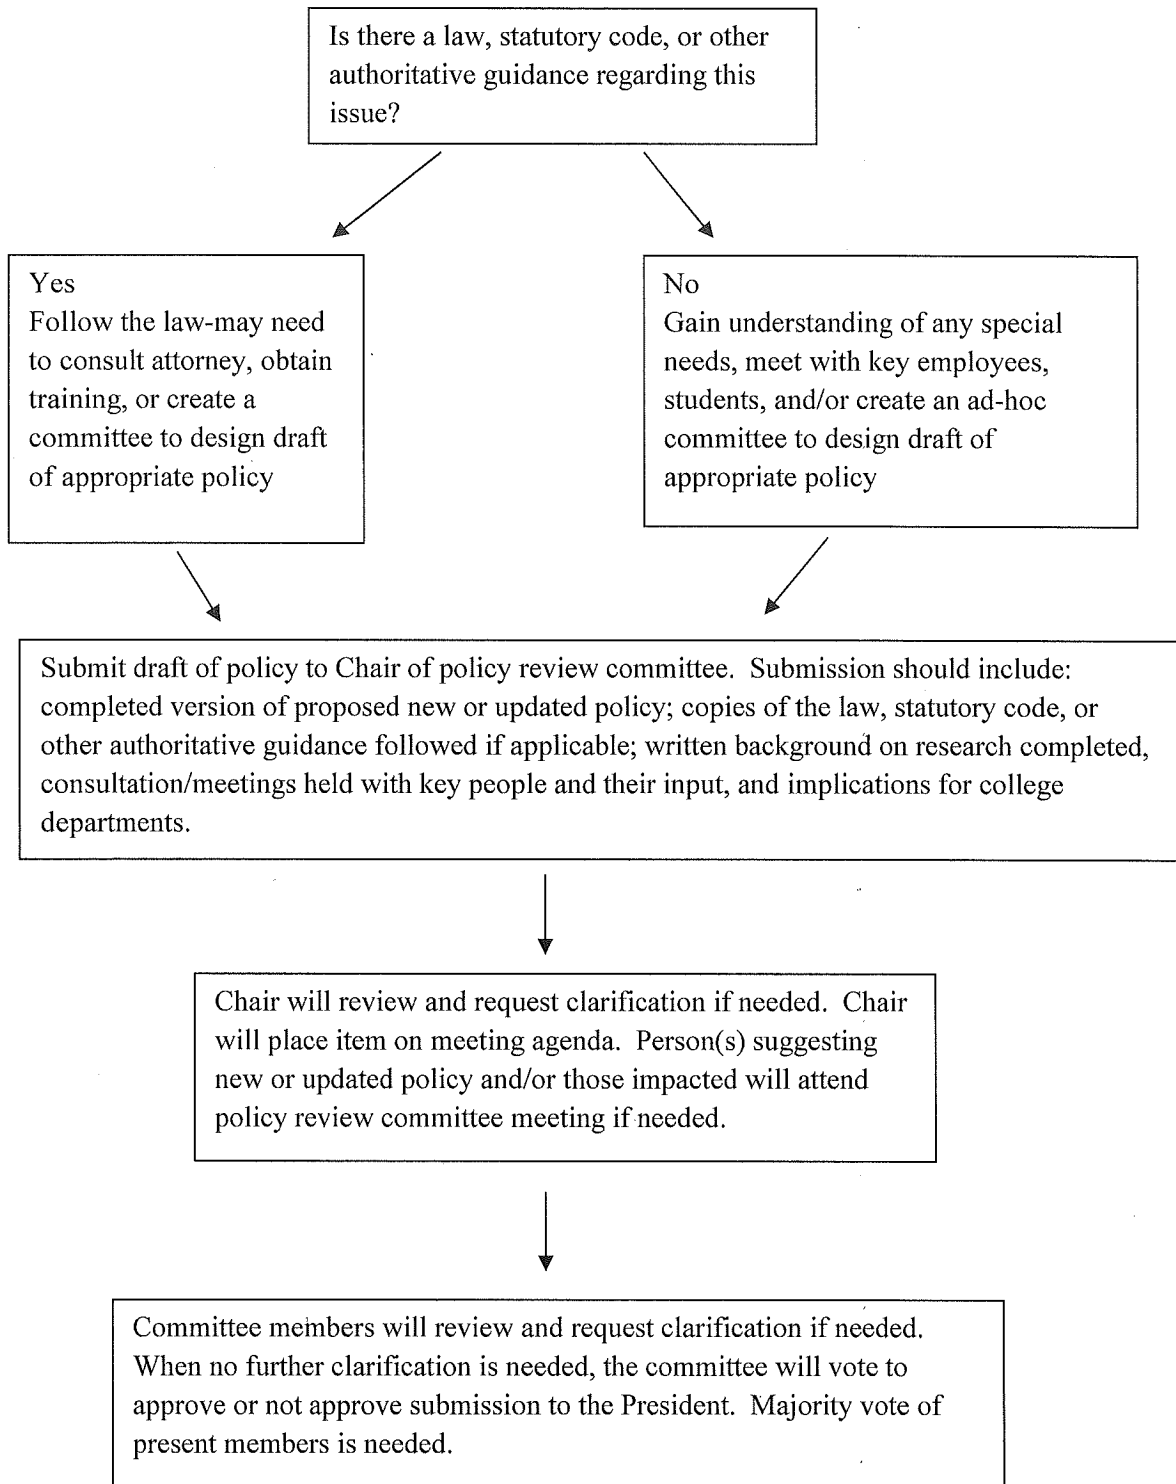 Is there a law, statutory code, or other
authoritative guidance regarding this
issue?
Yes
Follow the law-may need
to consult attorney, obtain
training, or create a
committee to design draft
of appropriate policy
No
Gain understanding of any special
needs, meet with key employees,
students, and/or create an ad-hoc
committee to design draft of
appropriate policy
Submit draft of policy to Chair of policy review committee.  Submission should include:
completed version of proposed new or updated policy; copies of the law, statutory code, or
other authoritative guidance followed if applicable; written background on research completed,
consultation/meetings held with key people and their input, and implications for college
departments.
Chair will review and request clarification if needed.  Chair
will place item on meeting agenda.  Person(s) suggesting
new or updated policy and/or those impacted will attend
policy review committee meeting if needed.
Committee members will review and request clarification if needed.
When no further clarification is needed, the committee will vote to
approve or not approve submission to the President.  Majority vote of
present members is needed.